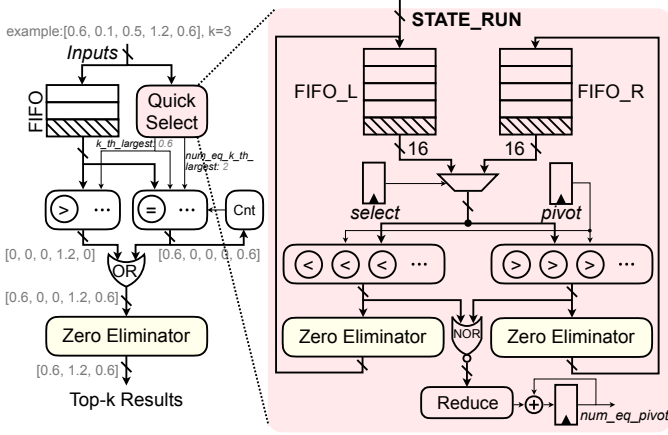 example:[0.6, 0.1, 0.5, 1.2, 0.6], k=3
Inputs
FIFO
Quick
Select
k_th_largest: 0.6
num_eq_k_th_
largest: 2
> ...
= ...
Cnt
[0, 0, 0, 1.2, 0]
[0.6, 0, 0, 0, 0.6]
OR
[0.6, 0, 0, 1.2, 0.6]
Zero Eliminator
[0.6, 1.2, 0.6]
Top-k Results
STATE_RUN
FIFO_L
FIFO_R
16
16
select
pivot
< < < ...
> > > ...
NOR
Zero Eliminator
Zero Eliminator
Reduce
+
num_eq_pivot